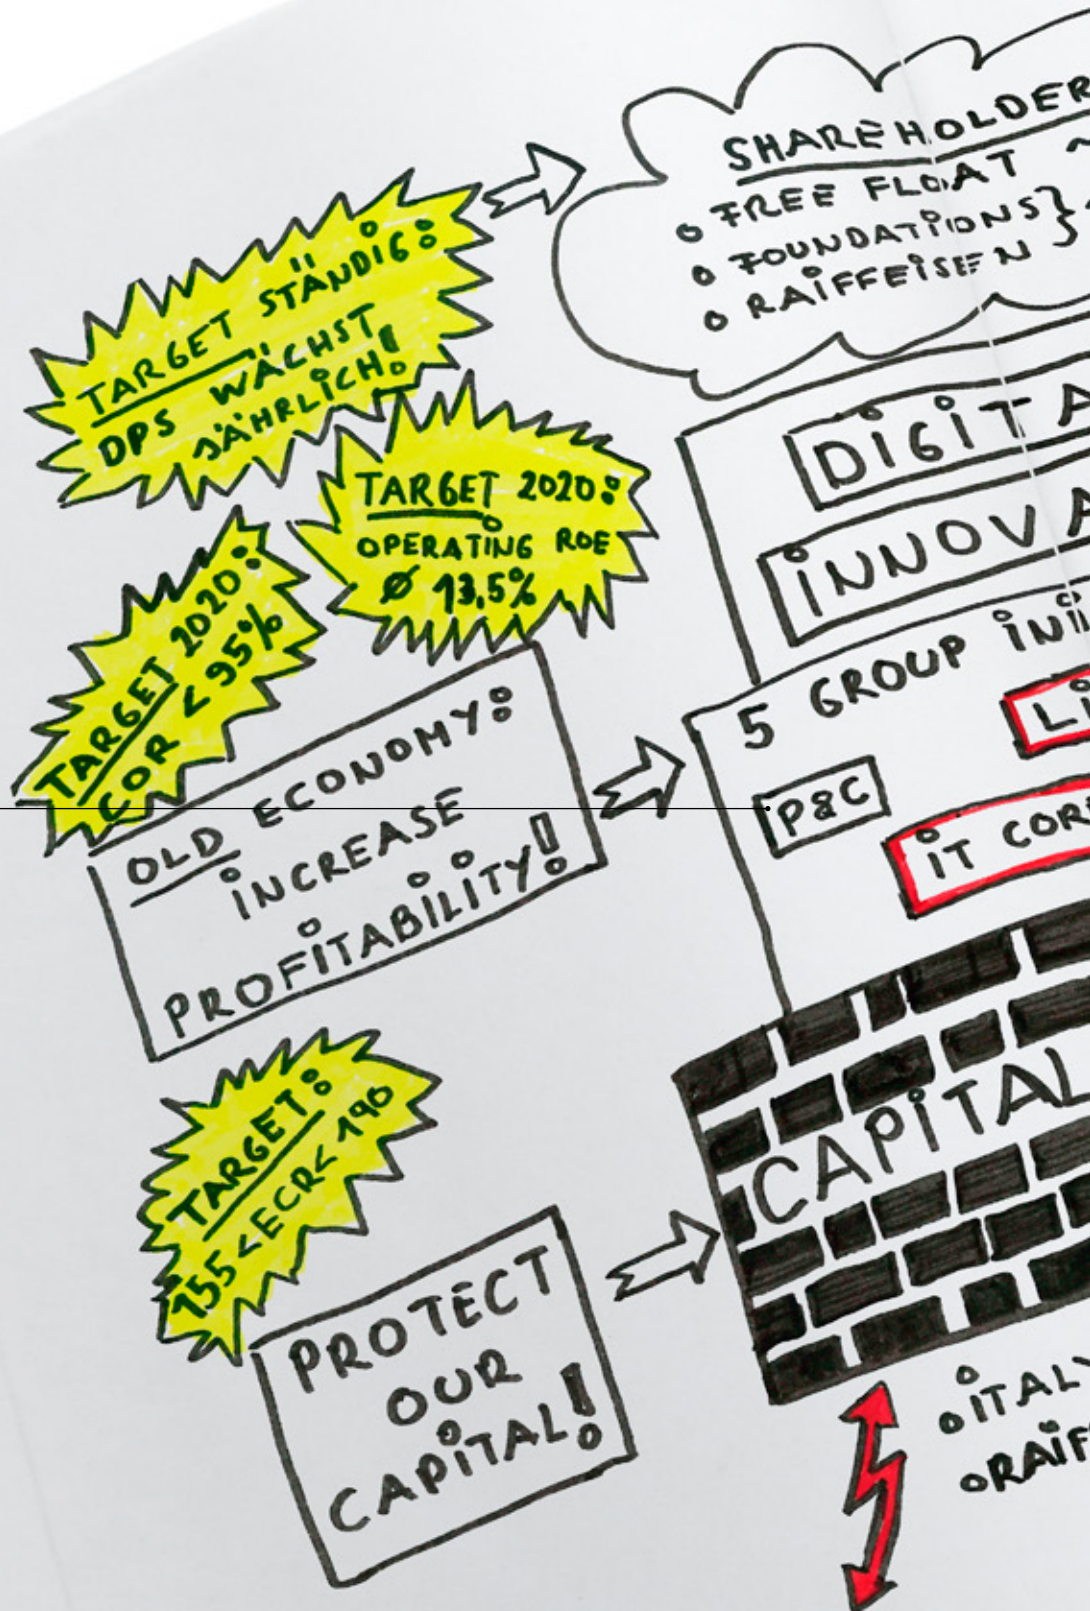 SHAREHOLDER
FREE FLOAT ~
FOUNDATIONS }
RAIFFEISEN
TARGET STÄNDIG:
DPS WÄCHST
JÄHRLICH!
TARGET 2020:
OPERATING ROE
Ø 13,5%
TARGET 2020:
COR < 95%
OLD ECONOMY:
INCREASE
PROFITABILITY!
DIGITA
INNOVA
5 GROUP INI
LI
P&C
IT COR
TARGET:
155<ECR<190
CAPITAL
PROTECT
OUR
CAPITAL!
ITALY
RAIF